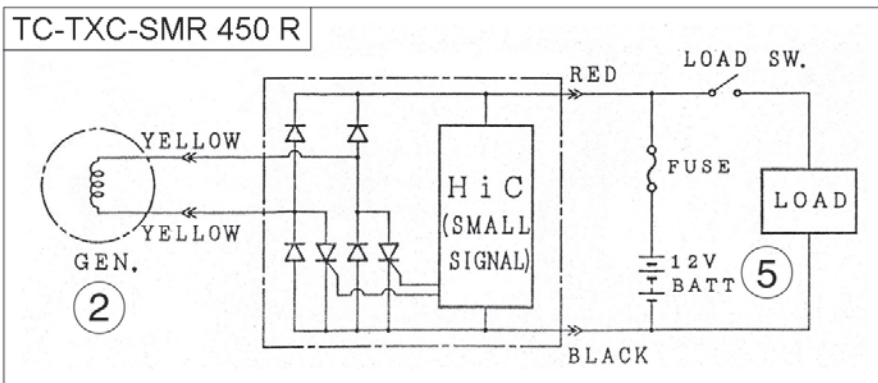 TC-TXC-SMR 450 R
RED
LOAD SW.
YELLOW
FUSE
HiC
(SMALL
SIGNAL)
LOAD
YELLOW
GEN.
2
12V
BATT
5
BLACK